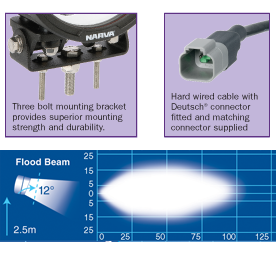 NARVA
Three bolt mounting bracket
provides superior mounting
strength and durability.
Hard wired cable with
Deutsch® connector
fitted and matching
connector supplied
Flood Beam
12°
2.5m
25
15
5
0
5
15
25
0 25 50 75 100 125